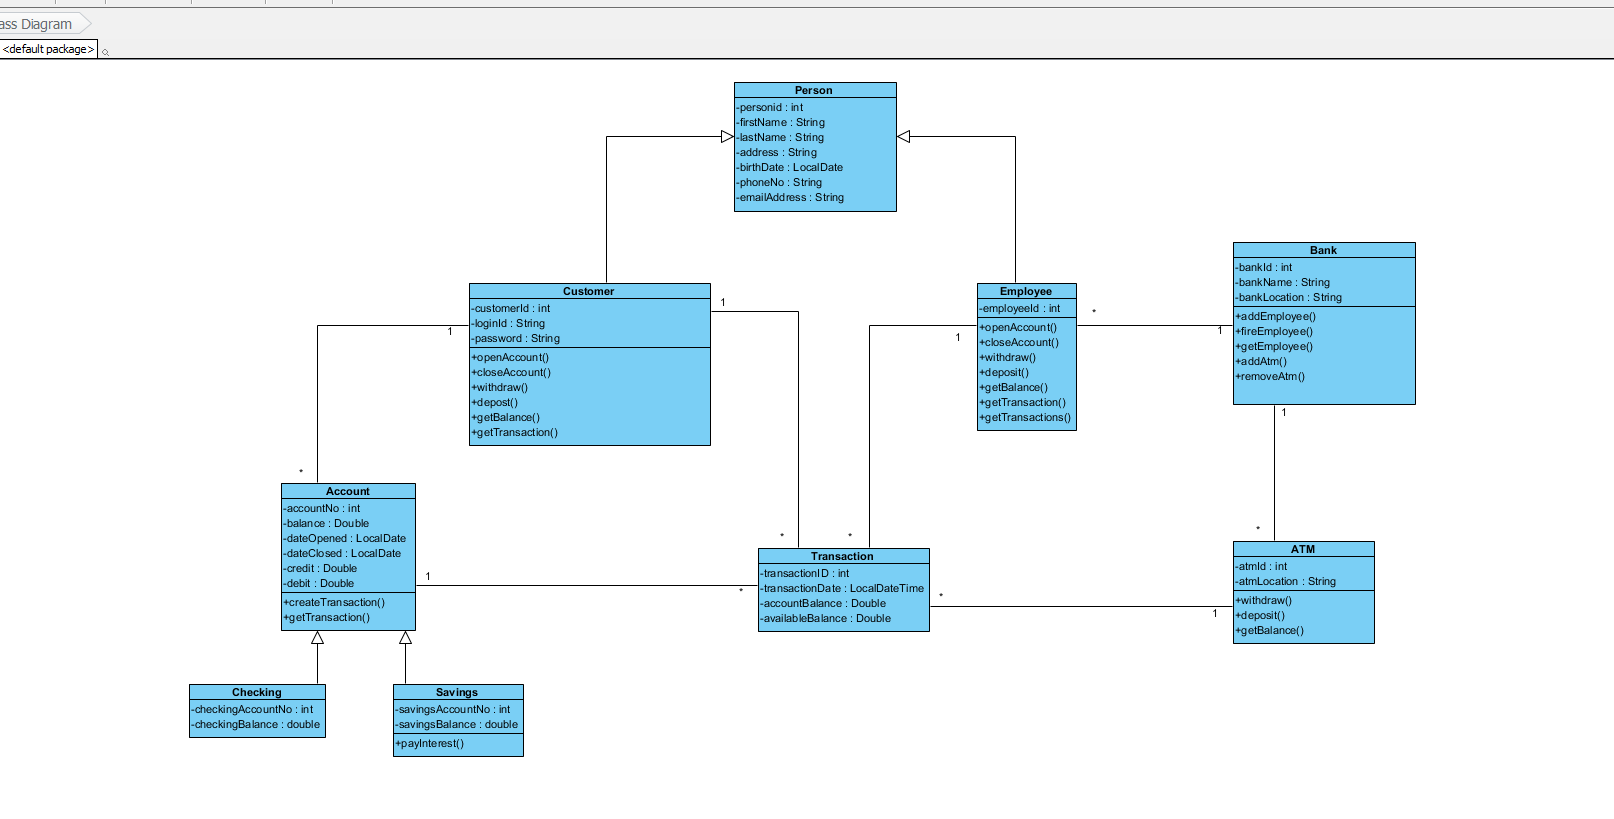 ass Diagram
<default package>
Person
-personid : int
-firstName : String
-lastName : String
-address : String
-birthDate : LocalDate
-phoneNo : String
-emailAddress : String
Bank
-bankId : int
-bankName : String
-bankLocation : String
+addEmployee()
+fireEmployee()
+getEmployee()
+addAtm()
+removeAtm()
Customer
-customerId : int
-loginId : String
-password : String
+openAccount()
+closeAccount()
+withdraw()
+depost()
+getBalance()
+getTransaction()
Employee
-employeeId : int
+openAccount()
+closeAccount()
+withdraw()
+deposit()
+getBalance()
+getTransaction()
+getTransactions()
1
1
1
*
1
1
*
*
*
*
Account
-accountNo : int
-balance : Double
-dateOpened : LocalDate
-dateClosed : LocalDate
-credit : Double
-debit : Double
+createTransaction()
+getTransaction()
1
*
Transaction
-transactionID : int
-transactionDate : LocalDateTime
-accountBalance : Double
-availableBalance : Double
*
1
ATM
-atmId : int
-atmLocation : String
+withdraw()
+deposit()
+getBalance()
Checking
-checkingAccountNo : int
-checkingBalance : double
Savings
-savingsAccountNo : int
-savingsBalance : double
+payInterest()